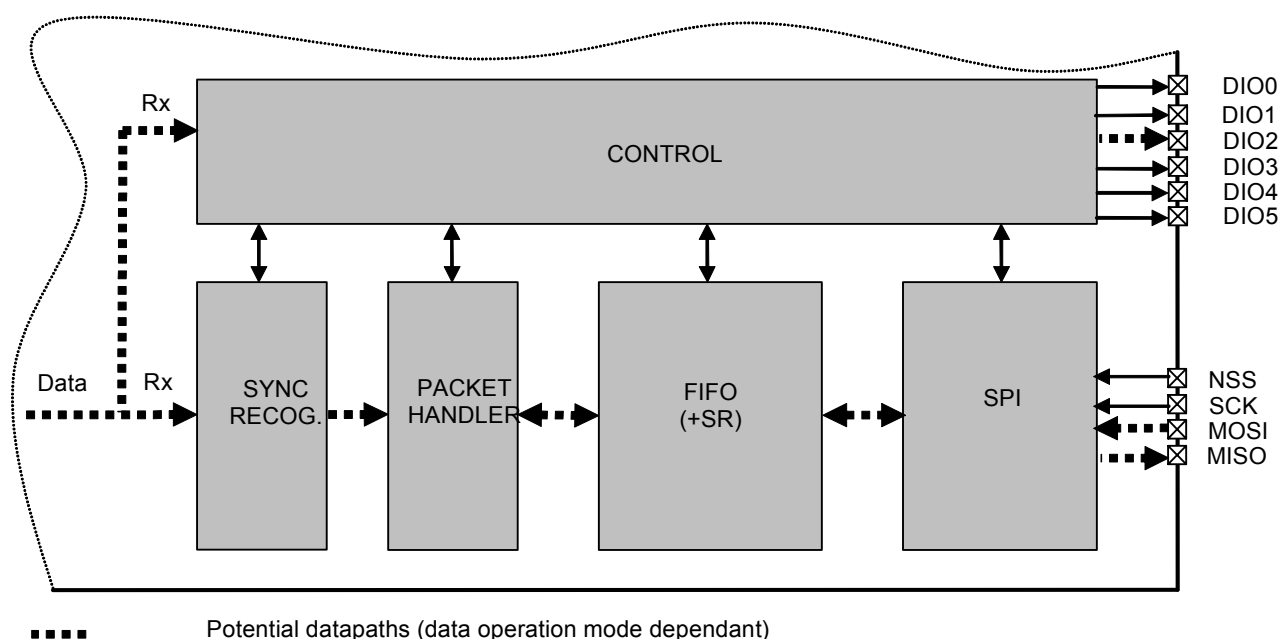 Rx
CONTROL
DIO0
DIO1
DIO2
DIO3
DIO4
DIO5
Data
Rx
SYNC
RECOG.
PACKET
HANDLER
FIFO
(+SR)
SPI
NSS
SCK
MOSI
MISO
Potential datapaths (data operation mode dependant)